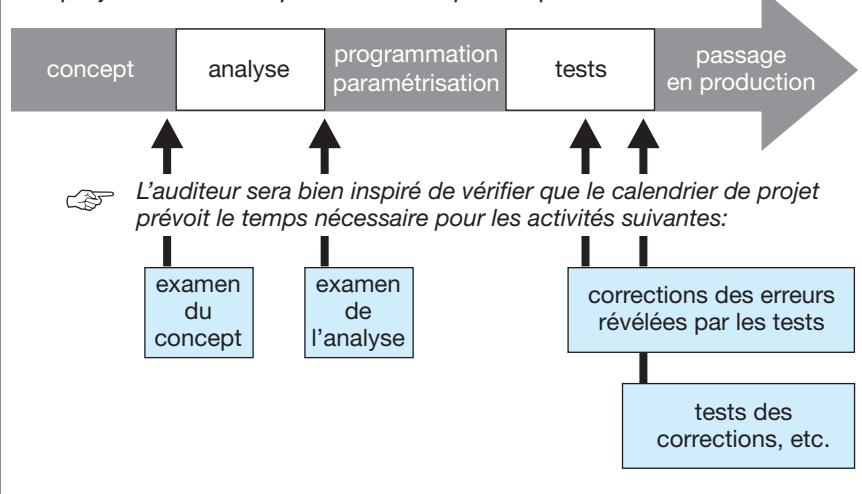 concept
analyse
programmation
paramétrisation
tests
passage
en production
L'auditeur sera bien inspiré de vérifier que le calendrier de projet
prévoit le temps nécessaire pour les activités suivantes:
examen
du
concept
examen
de
l'analyse
corrections des erreurs
révélées par les tests
tests des
corrections, etc.